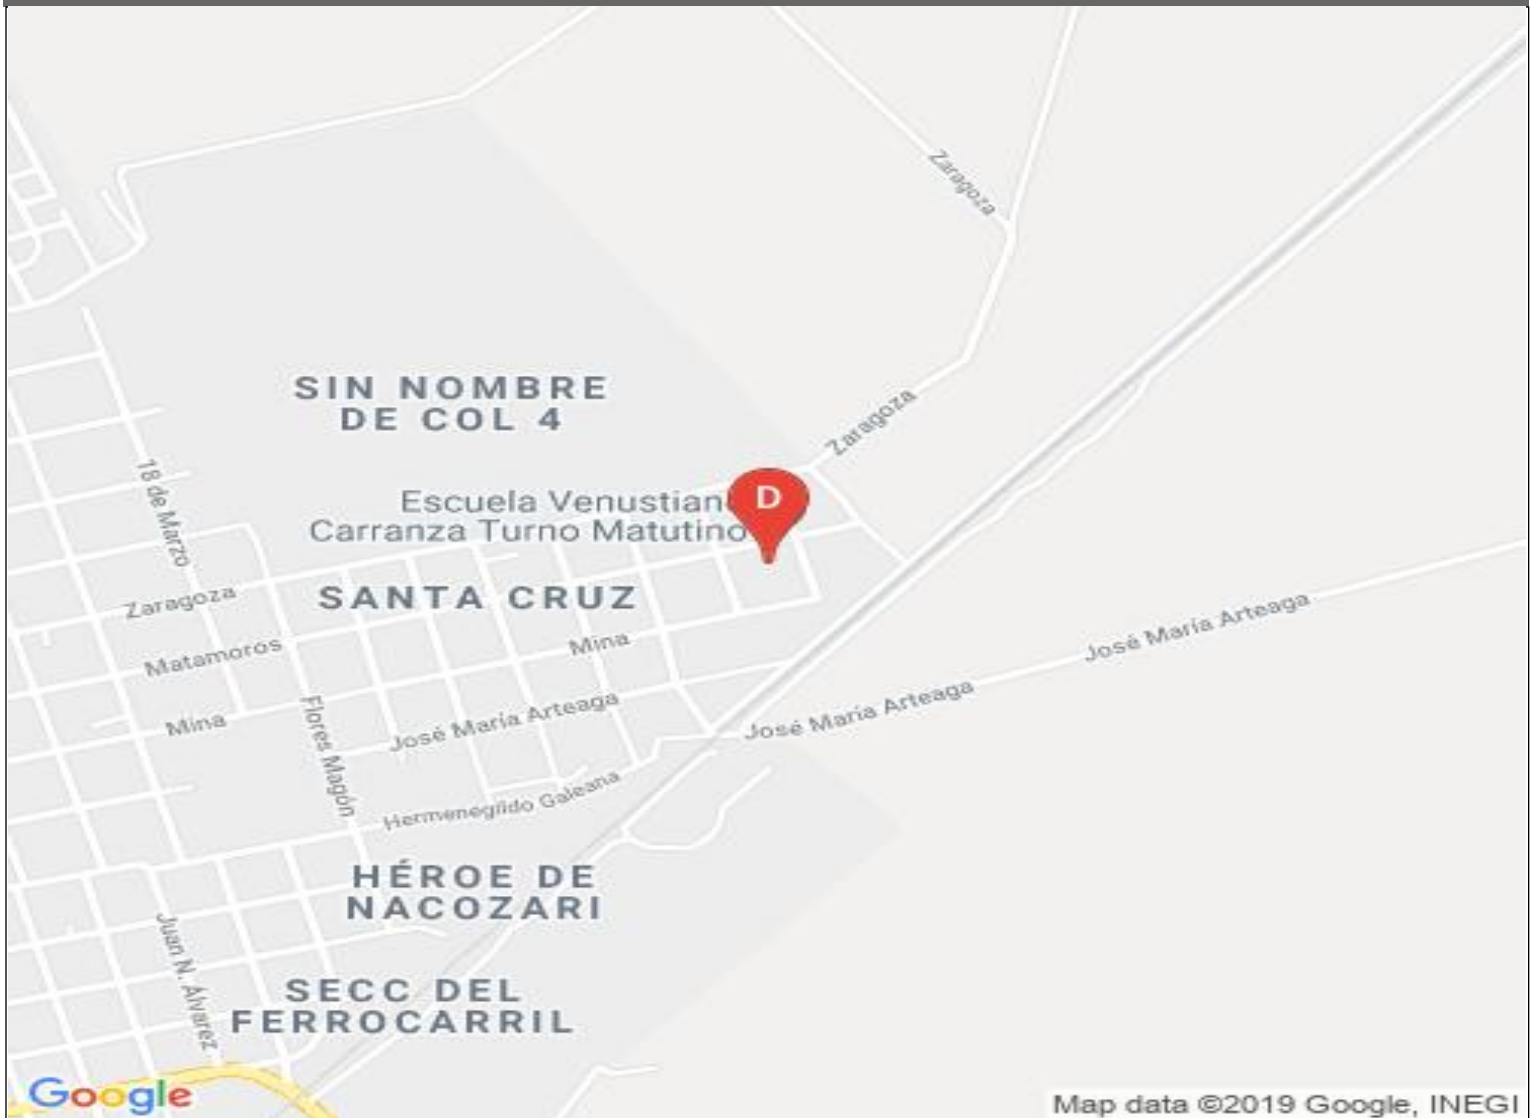 Zaragoza
SIN NOMBRE
DE COL 4
Zaragoza
18 de Marzo
D
Escuela Venustian
Carranza Turno Matutino
Zaragoza
SANTA CRUZ
Matamoros
Mina
José María Arteaga
Mina
Flores Magón
José María Arteaga
José María Arteaga
Hermenegildo Galeana
HÉROE DE
NACOZARI
Juan N. Álvarez
SECC DEL
FERROCARRIL
Google
Map data ©2019 Google, INEGI